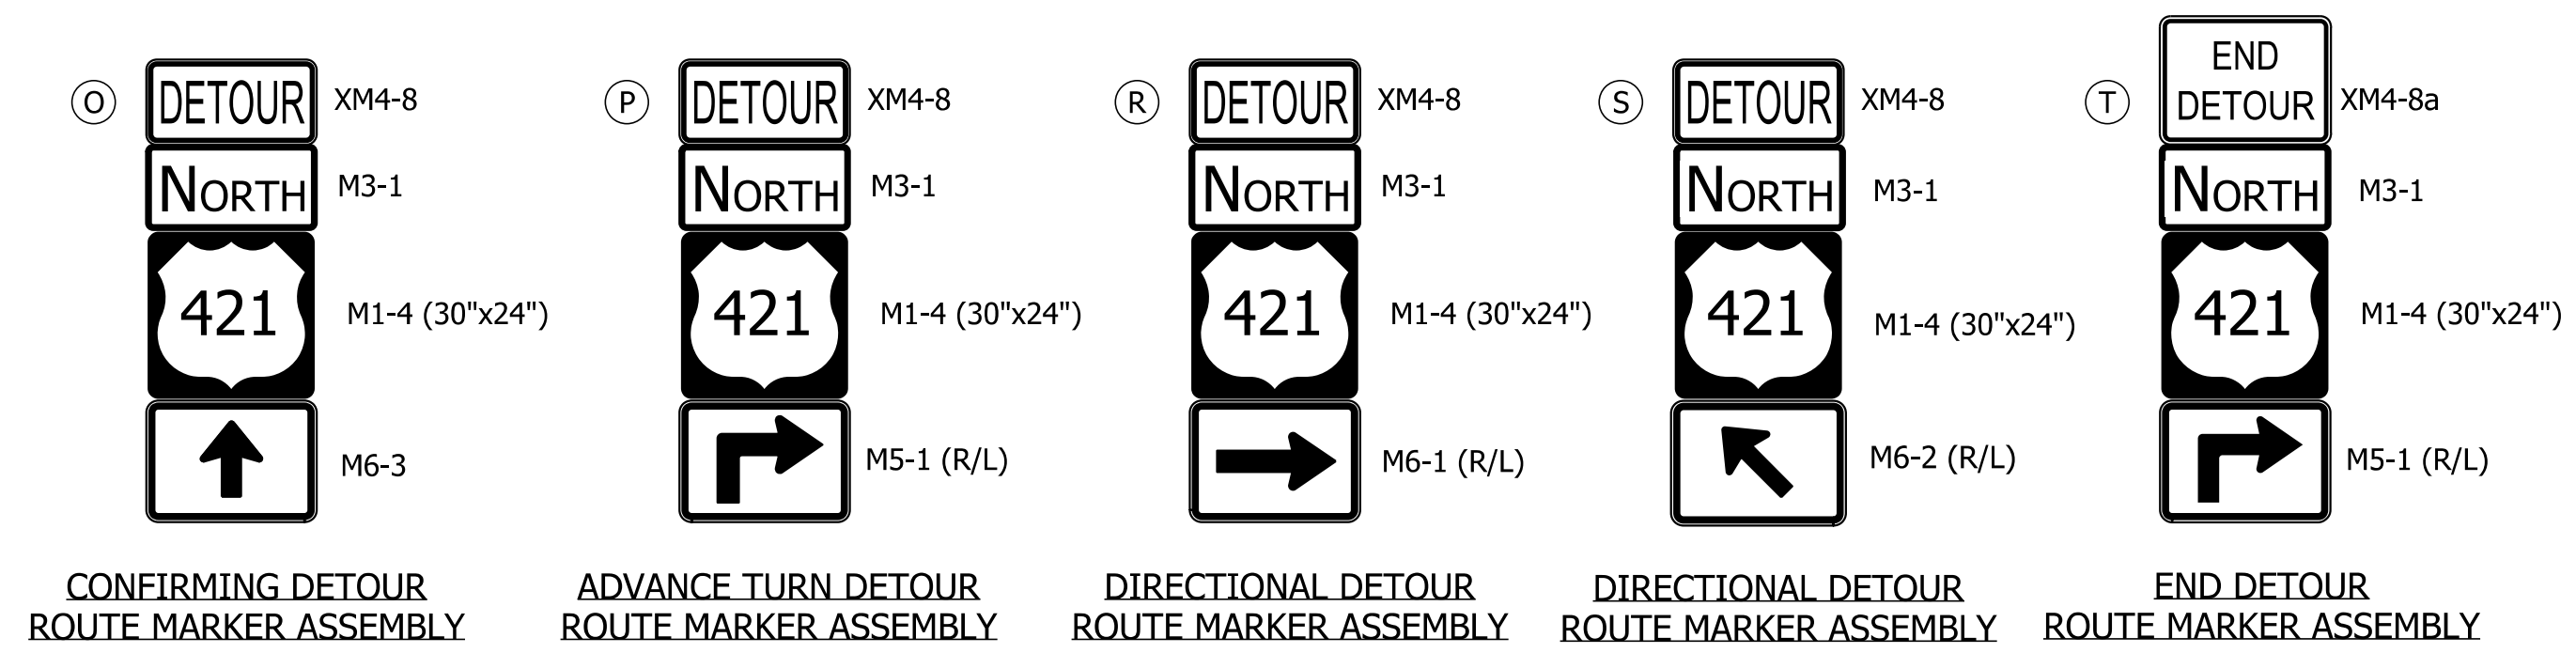 O
DETOUR
XM4-8
NORTH
M3-1
421
M1-4 (30"x24")
M6-3
CONFIRMING DETOUR
ROUTE MARKER ASSEMBLY
P
DETOUR
XM4-8
NORTH
M3-1
421
M1-4 (30"x24")
M5-1 (R/L)
ADVANCE TURN DETOUR
ROUTE MARKER ASSEMBLY
R
DETOUR
XM4-8
NORTH
M3-1
421
M1-4 (30"x24")
M6-1 (R/L)
DIRECTIONAL DETOUR
ROUTE MARKER ASSEMBLY
S
DETOUR
XM4-8
NORTH
M3-1
421
M1-4 (30"x24")
M6-2 (R/L)
DIRECTIONAL DETOUR
ROUTE MARKER ASSEMBLY
T
END
DETOUR
XM4-8a
NORTH
M3-1
421
M1-4 (30"x24")
M5-1 (R/L)
END DETOUR
ROUTE MARKER ASSEMBLY